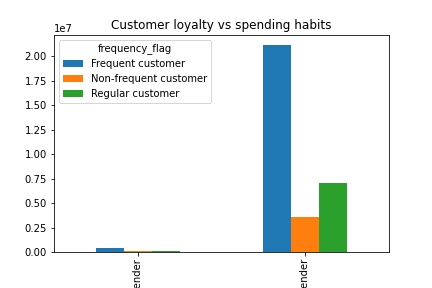 Customer loyalty vs spending habits
1e7
frequency_flag
Frequent customer
Non-frequent customer
Regular customer
2.00
1.75
1.50
1.25
1.00
0.75
0.50
0.25
0.00
ender
ender